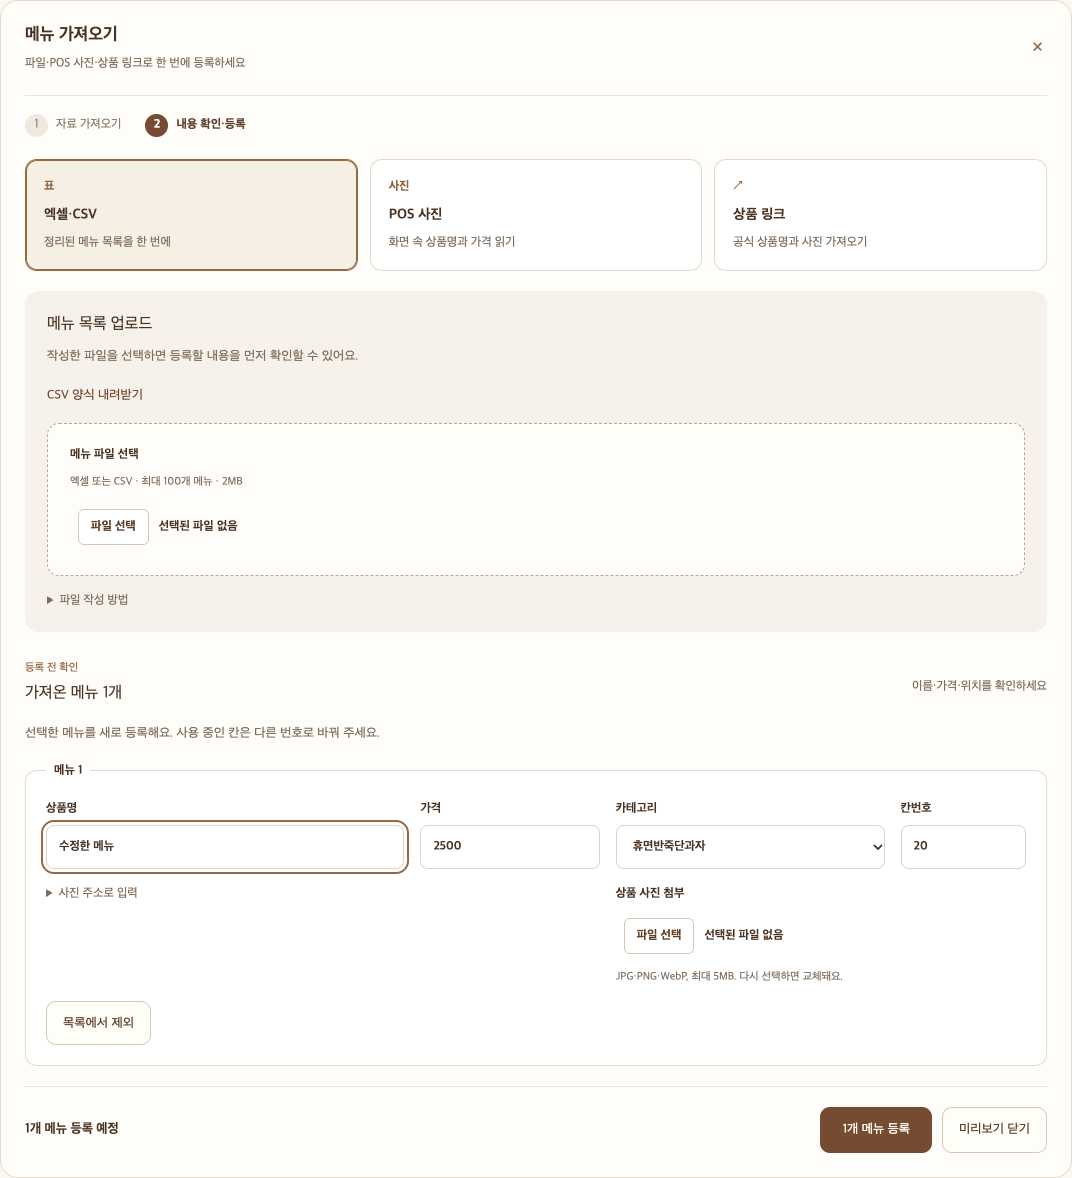 메뉴 가져오기
파일·POS 사진·상품 링크로 한 번에 등록하세요
×
1 자료 가져오기 2 내용 확인·등록
표
엑셀·CSV
정리된 메뉴 목록을 한 번에
사진
POS 사진
화면 속 상품명과 가격 읽기
↗
상품 링크
공식 상품명과 사진 가져오기
메뉴 목록 업로드
작성한 파일을 선택하면 등록할 내용을 먼저 확인할 수 있어요.
CSV 양식 내려받기
메뉴 파일 선택
엑셀 또는 CSV · 최대 100개 메뉴 · 2MB
파일 선택 선택된 파일 없음
▶ 파일 작성 방법
등록 전 확인
가져온 메뉴 1개
이름·가격·위치를 확인하세요
선택한 메뉴를 새로 등록해요. 사용 중인 칸은 다른 번호로 바꿔 주세요.
메뉴 1
상품명 가격 카테고리 칸번호
수정한 메뉴 2500 휴면반죽단과자 20
▶ 사진 주소로 입력
상품 사진 첨부
파일 선택 선택된 파일 없음
JPG·PNG·WebP, 최대 5MB. 다시 선택하면 교체돼요.
목록에서 제외
1개 메뉴 등록 예정
1개 메뉴 등록 미리보기 닫기